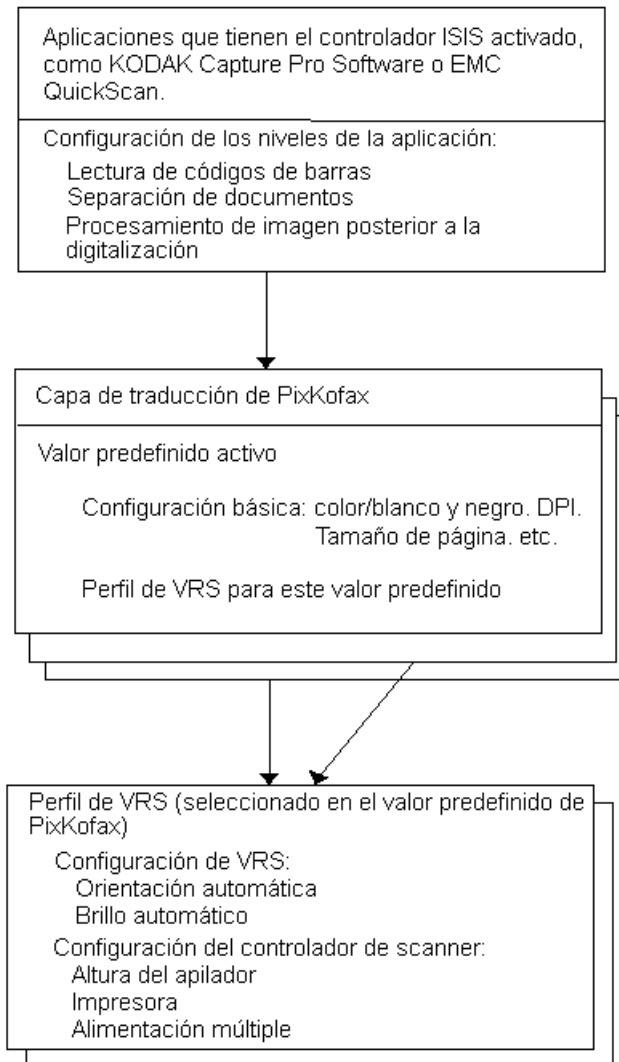 Aplicaciones que tienen el controlador ISIS activado,
como KODAK Capture Pro Software o EMC
QuickScan.
Configuración de los niveles de la aplicación:
Lectura de códigos de barras
Separación de documentos
Procesamiento de imagen posterior a la
digitalización
Capa de traducción de PixKofax
Valor predefinido activo
Configuración básica: color/blanco y negro. DPI.
Tamaño de página. etc.
Perfil de VRS para este valor predefinido
Perfil de VRS (seleccionado en el valor predefinido de
PixKofax)
Configuración de VRS:
Orientación automática
Brillo automático
Configuración del controlador de scanner:
Altura del apilador
Impresora
Alimentación múltiple